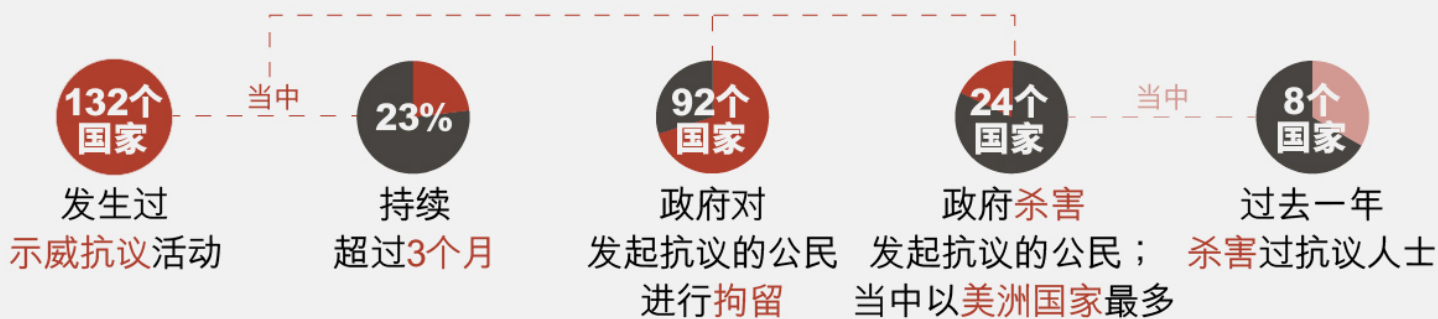 132个
国家
发生过
示威抗议活动
当中
23%
持续
超过3个月
92个
国家
政府对
发起抗议的公民
进行拘留
24个
国家
政府杀害
发起抗议的公民；
当中以美洲国家最多
当中
8个
国家
过去一年
杀害过抗议人士